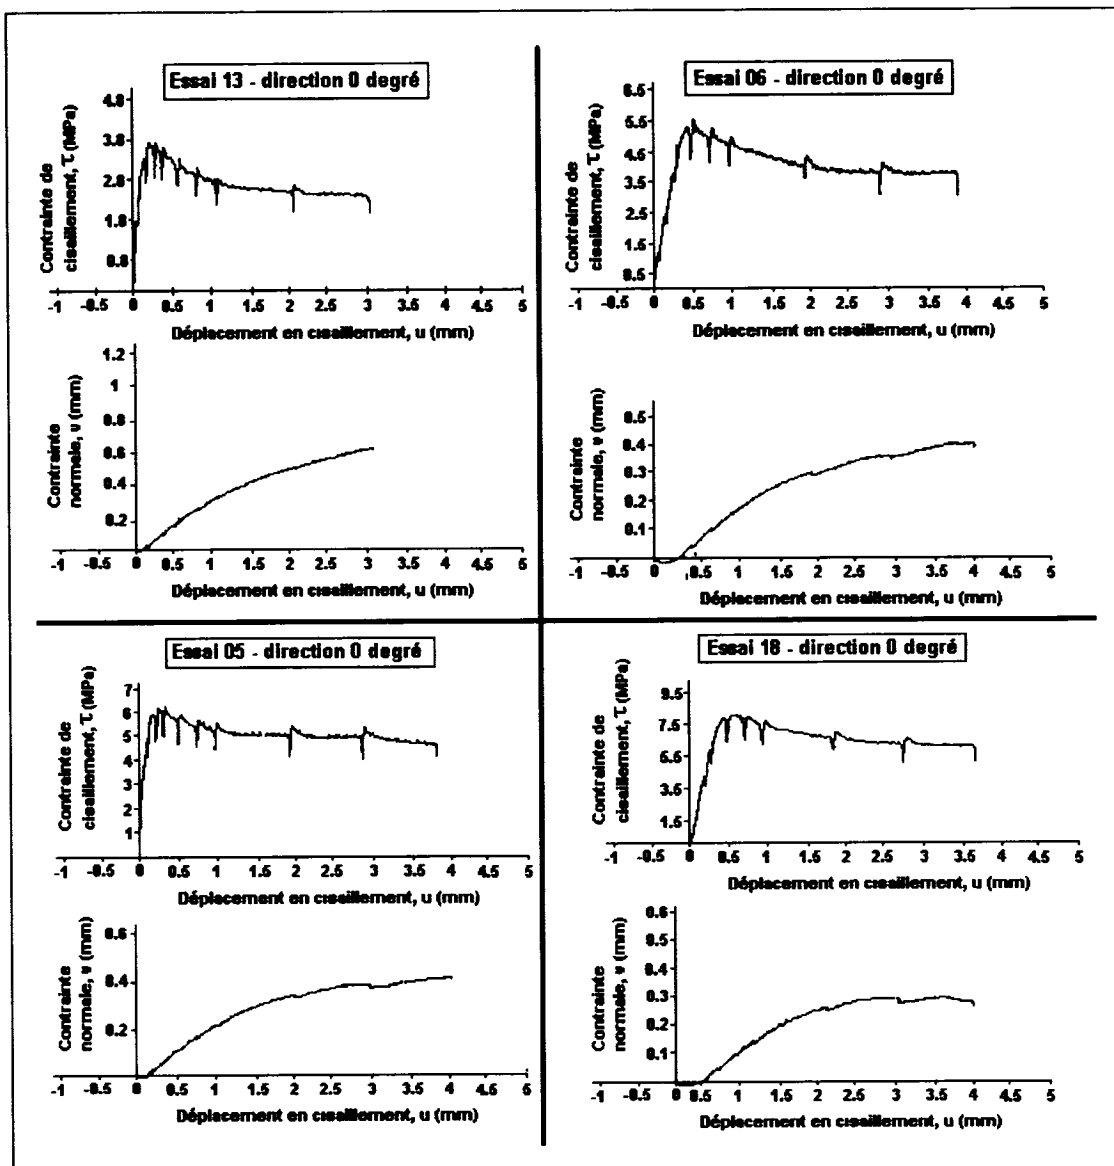 Essai 13 - direction 0 degré
Contrainte de
cisaillement, τ (MPa)
4.8
3.8
2.8
1.8
0.8
-1 -0.5 0 0.5 1 1.5 2 2.5 3 3.5 4 4.5 5
Déplacement en cisaillement, u (mm)
Contrainte
normale, υ (mm)
1.2
1
0.8
0.6
0.4
0.2
-1 -0.5 0 0.5 1 1.5 2 2.5 3 3.5 4 4.5 5
Déplacement en cisaillement, u (mm)
Essai 06 - direction 0 degré
Contrainte de
cisaillement, τ (MPa)
6.5
5.5
4.5
3.5
2.5
1.5
0.5
-1 -0.5 0 0.5 1 1.5 2 2.5 3 3.5 4 4.5 5
Déplacement en cisaillement, u (mm)
Contrainte
normale, υ (mm)
0.5
0.4
0.3
0.2
0.1
-1 -0.5 0 0.5 1 1.5 2 2.5 3 3.5 4 4.5 5
Déplacement en cisaillement, u (mm)
Essai 05 - direction 0 degré
Contrainte de
cisaillement, τ (MPa)
7
6
5
4
3
2
1
-1 -0.5 0 0.5 1 1.5 2 2.5 3 3.5 4 4.5 5
Déplacement en cisaillement, u (mm)
Contrainte
normale, υ (mm)
0.6
0.4
0.2
-1 -0.5 0 0.5 1 1.5 2 2.5 3 3.5 4 4.5 5
Déplacement en cisaillement, u (mm)
Essai 18 - direction 0 degré
Contrainte de
cisaillement, τ (MPa)
9.5
7.5
5.5
3.5
1.5
-1 -0.5 0 0.5 1 1.5 2 2.5 3 3.5 4 4.5 5
Déplacement en cisaillement, u (mm)
Contrainte
normale, υ (mm)
0.6
0.5
0.4
0.3
0.2
0.1
-1 -0.5 0 0.5 1 1.5 2 2.5 3 3.5 4 4.5 5
Déplacement en cisaillement, u (mm)